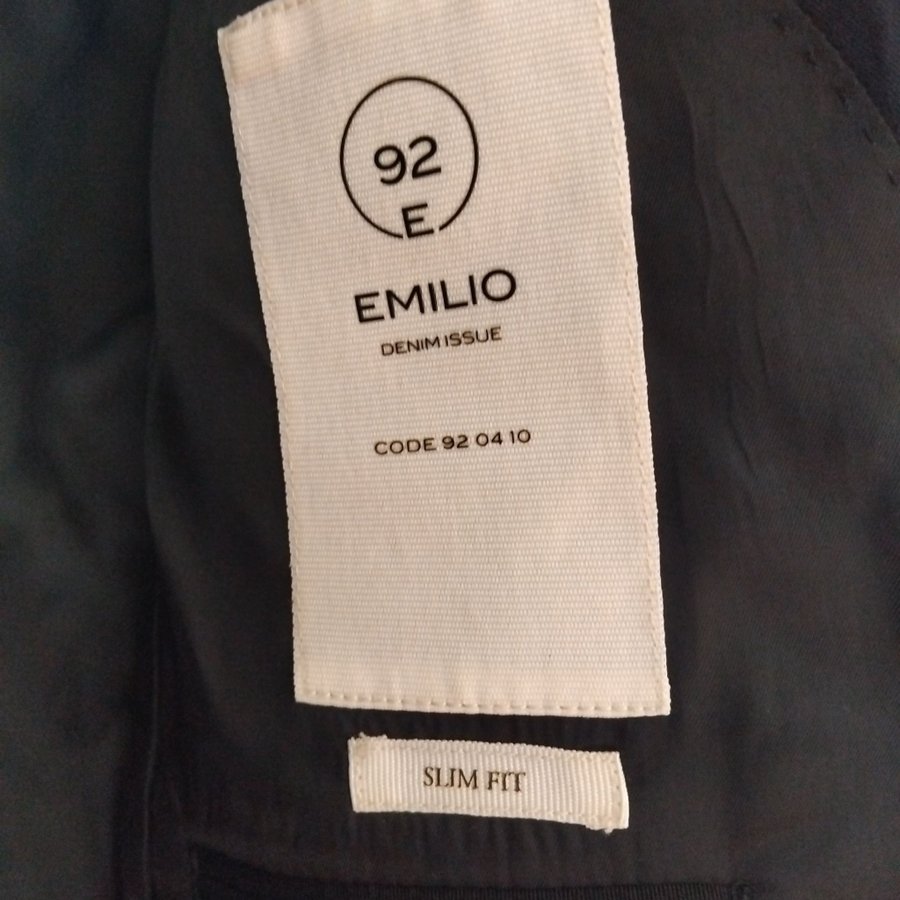 92
E
EMILIO
DENIM ISSUE
CODE 92 04 10
SLIM FIT